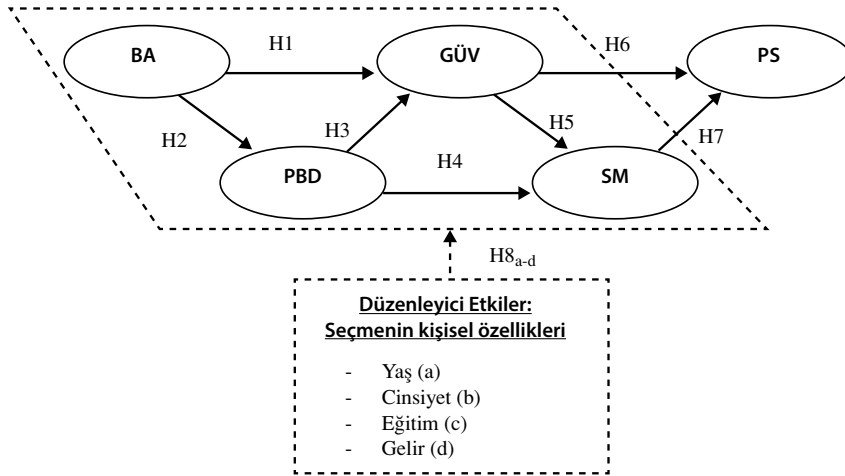 BA
H1
GÜV
H6
PS
H2
H3
H5
H7
PBD
H4
SM
H8a-d
Düzenleyici Etkiler:
Seçmenin kişisel özellikleri
- Yaş (a)
- Cinsiyet (b)
- Eğitim (c)
- Gelir (d)